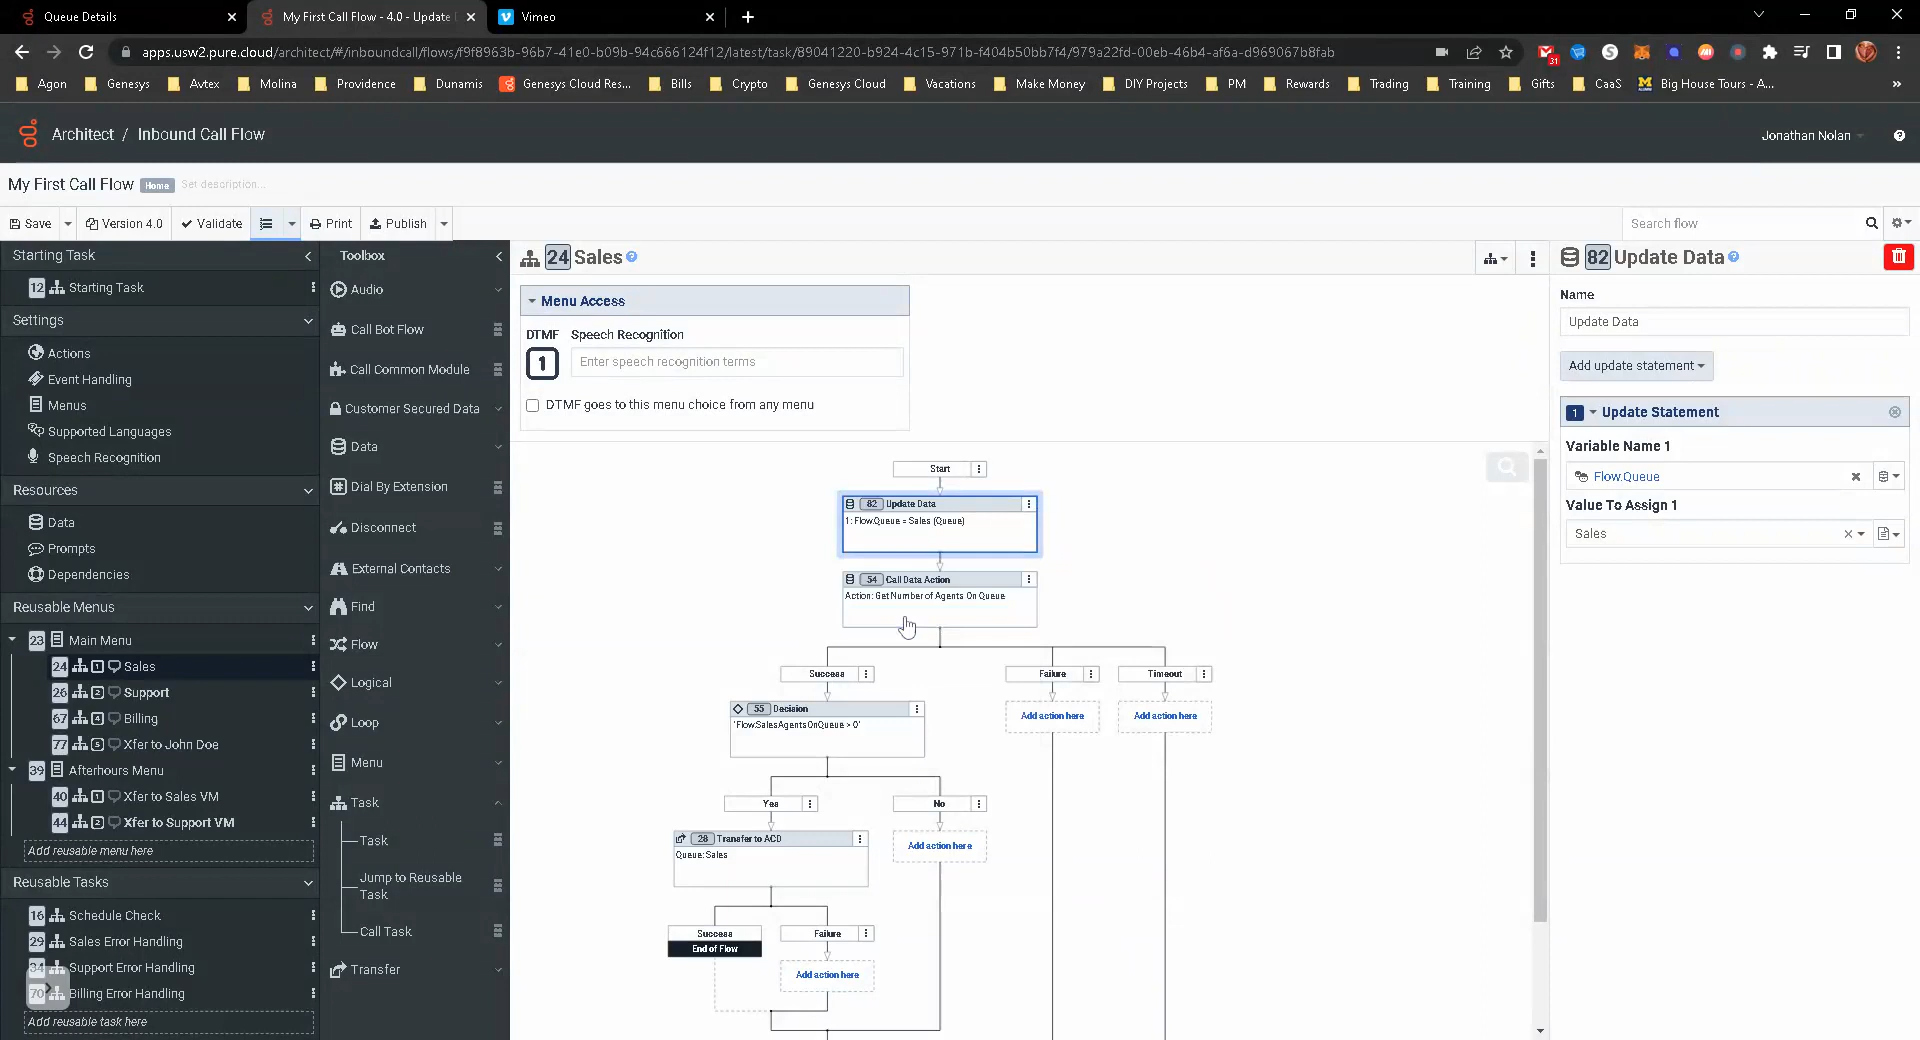 Queue Details
My First Call Flow - 4.0 - Update
Vimeo
apps.usw2.pure.cloud/architect/#/inboundcall/flows/f9f8963b-96b7-41e0-b09b-94c666124f12/latest/task/89041220-b924-4c15-971b-f404b50bb7f4/979a22fd-00eb-46b4-af6a-d969067b8fab
31
Agon
Genesys
Avtex
Molina
Providence
Dunamis
Genesys Cloud Res...
Bills
Crypto
Genesys Cloud
Vacations
Make Money
DIY Projects
PM
Rewards
Trading
Training
Gifts
CaaS
Big House Tours - A...
Architect / Inbound Call Flow
Jonathan Nolan
My First Call Flow Home Set description...
Save
Version 4.0
Validate
Print
Publish
Search flow
Starting Task
12 Starting Task
Settings
Actions
Event Handling
Menus
Supported Languages
Speech Recognition
Resources
Data
Prompts
Dependencies
Reusable Menus
23 Main Menu
24 1 Sales
26 2 Support
67 4 Billing
77 5 Xfer to John Doe
39 Afterhours Menu
40 1 Xfer to Sales VM
44 2 Xfer to Support VM
Add reusable menu here
Reusable Tasks
16 Schedule Check
29 Sales Error Handling
34 Support Error Handling
70 Billing Error Handling
Add reusable task here
Toolbox
Audio
Call Bot Flow
Call Common Module
Customer Secured Data
Data
Dial By Extension
Disconnect
External Contacts
Find
Flow
Logical
Loop
Menu
Task
Task
Jump to Reusable
Task
Call Task
Transfer
24 Sales
Menu Access
DTMF Speech Recognition
1 Enter speech recognition terms
DTMF goes to this menu choice from any menu
Start
82 Update Data
1: Flow.Queue = Sales (Queue)
54 Call Data Action
Action: Get Number of Agents On Queue
Success
Failure
Timeout
55 Decision
'Flow.SalesAgentsOnQueue > 0'
Add action here
Add action here
Yes
No
28 Transfer to ACD
Queue: Sales
Add action here
Success
Failure
End of Flow
Add action here
82 Update Data
Name
Update Data
Add update statement
1 Update Statement
Variable Name 1
Flow.Queue
Value To Assign 1
Sales